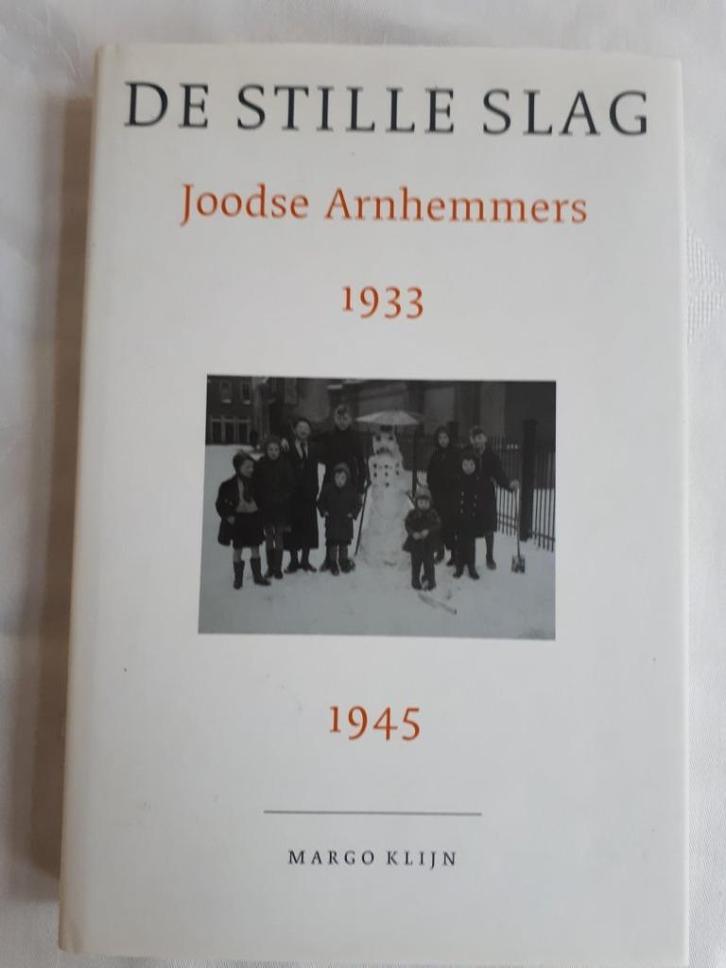 DE STILLE SLAG
Joodse Arnhemmers
1933
1945
MARGO KLIJN